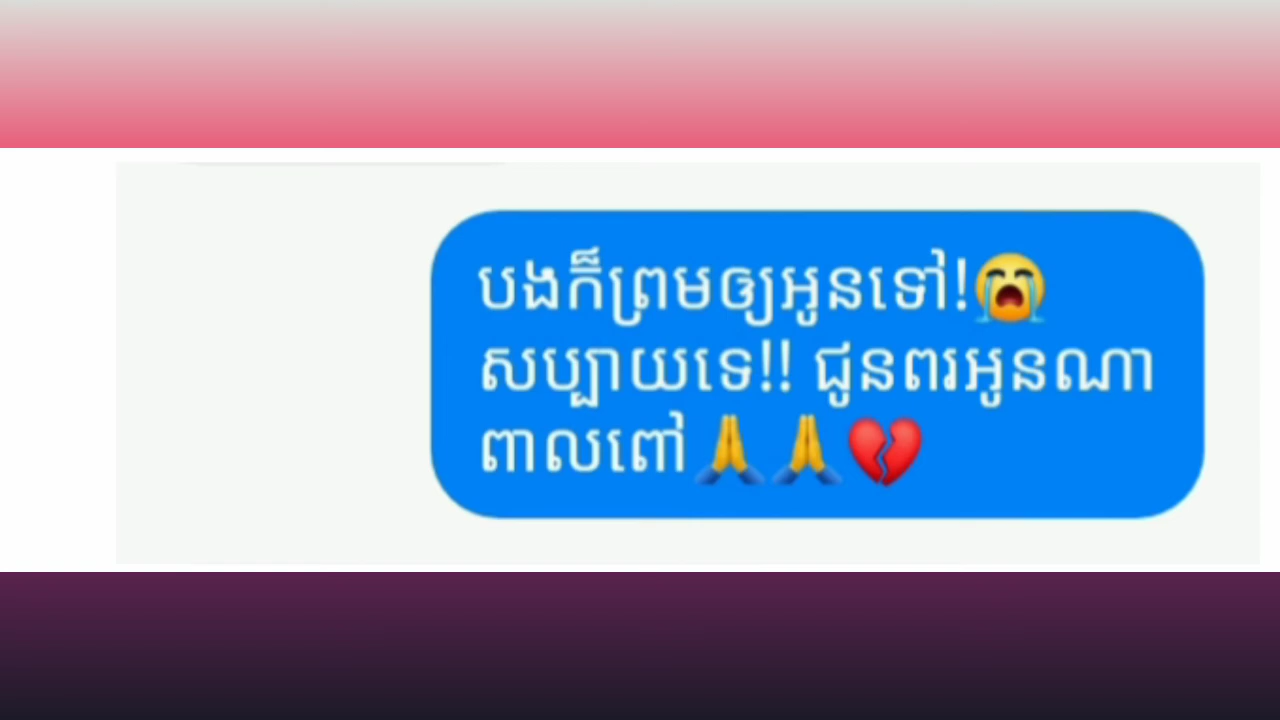 បងក៏ព្រមឲ្យអូនទៅ!😭
សប្បាយទេ!! ជូនពរអូនណា
ពាលពៅ🙏🙏💔